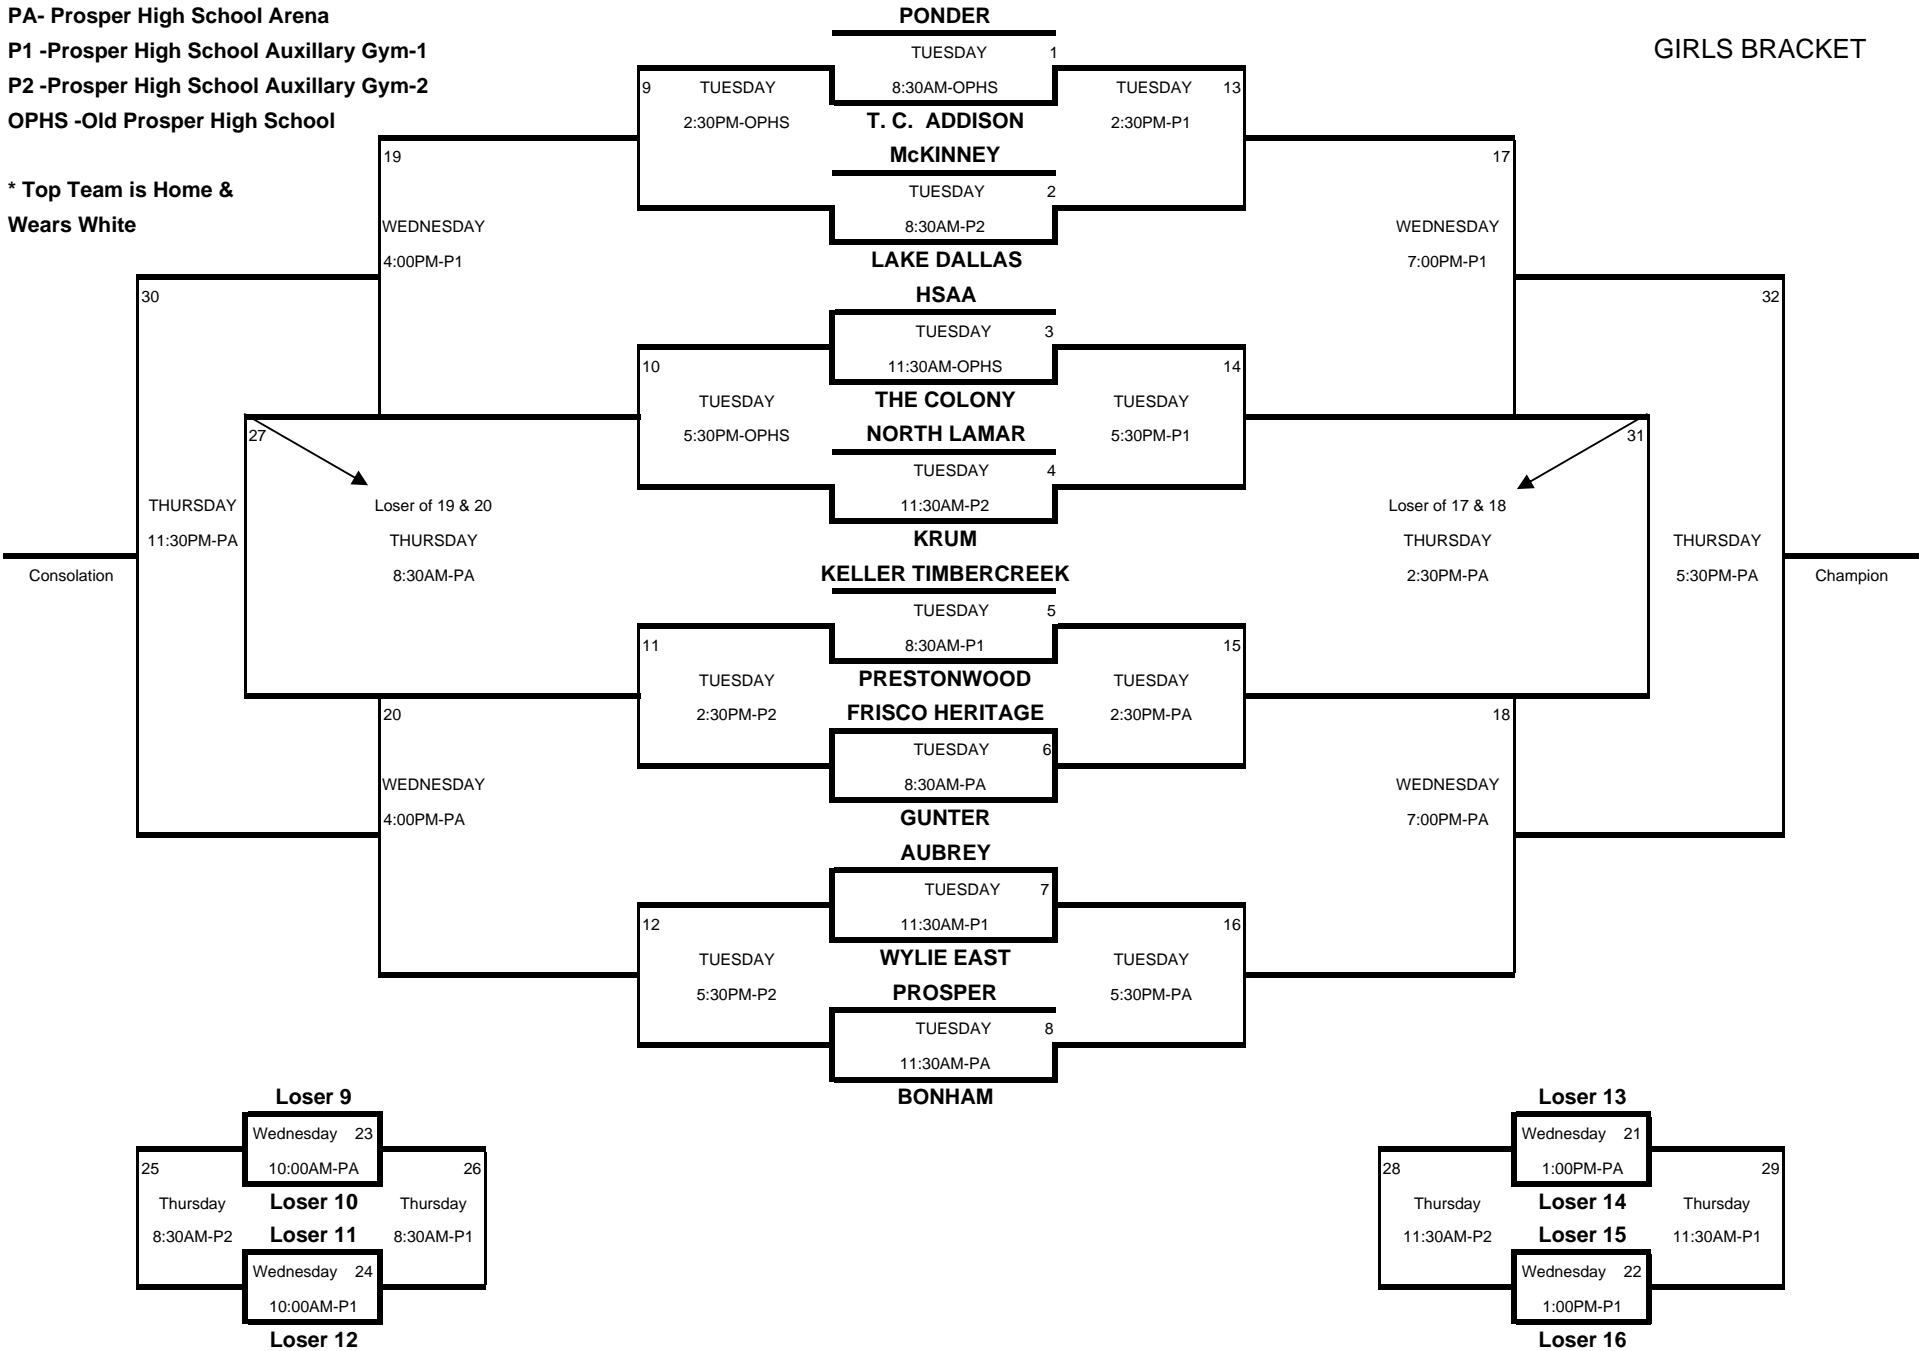 PA- Prosper High School Arena
P1 -Prosper High School Auxillary Gym-1
P2 -Prosper High School Auxillary Gym-2
OPHS -Old Prosper High School
* Top Team is Home &
Wears White
GIRLS BRACKET
PONDER
TUESDAY 1
8:30AM-OPHS
T. C. ADDISON
McKINNEY
TUESDAY 2
8:30AM-P2
LAKE DALLAS
HSAA
TUESDAY 3
11:30AM-OPHS
THE COLONY
NORTH LAMAR
TUESDAY 4
11:30AM-P2
KRUM
KELLER TIMBERCREEK
TUESDAY 5
8:30AM-P1
PRESTONWOOD
FRISCO HERITAGE
TUESDAY 6
8:30AM-PA
GUNTER
AUBREY
TUESDAY 7
11:30AM-P1
WYLIE EAST
PROSPER
TUESDAY 8
11:30AM-PA
BONHAM
9 TUESDAY
2:30PM-OPHS
10
TUESDAY
5:30PM-OPHS
11
TUESDAY
2:30PM-P2
12
TUESDAY
5:30PM-P2
TUESDAY 13
2:30PM-P1
14
TUESDAY
5:30PM-P1
15
TUESDAY
2:30PM-PA
16
TUESDAY
5:30PM-PA
19
WEDNESDAY
4:00PM-P1
20
WEDNESDAY
4:00PM-PA
17
WEDNESDAY
7:00PM-P1
18
WEDNESDAY
7:00PM-PA
30
THURSDAY
11:30PM-PA
Consolation
27
Loser of 19 & 20
THURSDAY
8:30AM-PA
31
Loser of 17 & 18
THURSDAY
2:30PM-PA
32
THURSDAY
5:30PM-PA
Champion
Loser 9
Wednesday 23
10:00AM-PA
Loser 10
Loser 11
Wednesday 24
10:00AM-P1
Loser 12
25
Thursday
8:30AM-P2
26
Thursday
8:30AM-P1
Loser 13
Wednesday 21
1:00PM-PA
Loser 14
Loser 15
Wednesday 22
1:00PM-P1
Loser 16
28
Thursday
11:30AM-P2
29
Thursday
11:30AM-P1